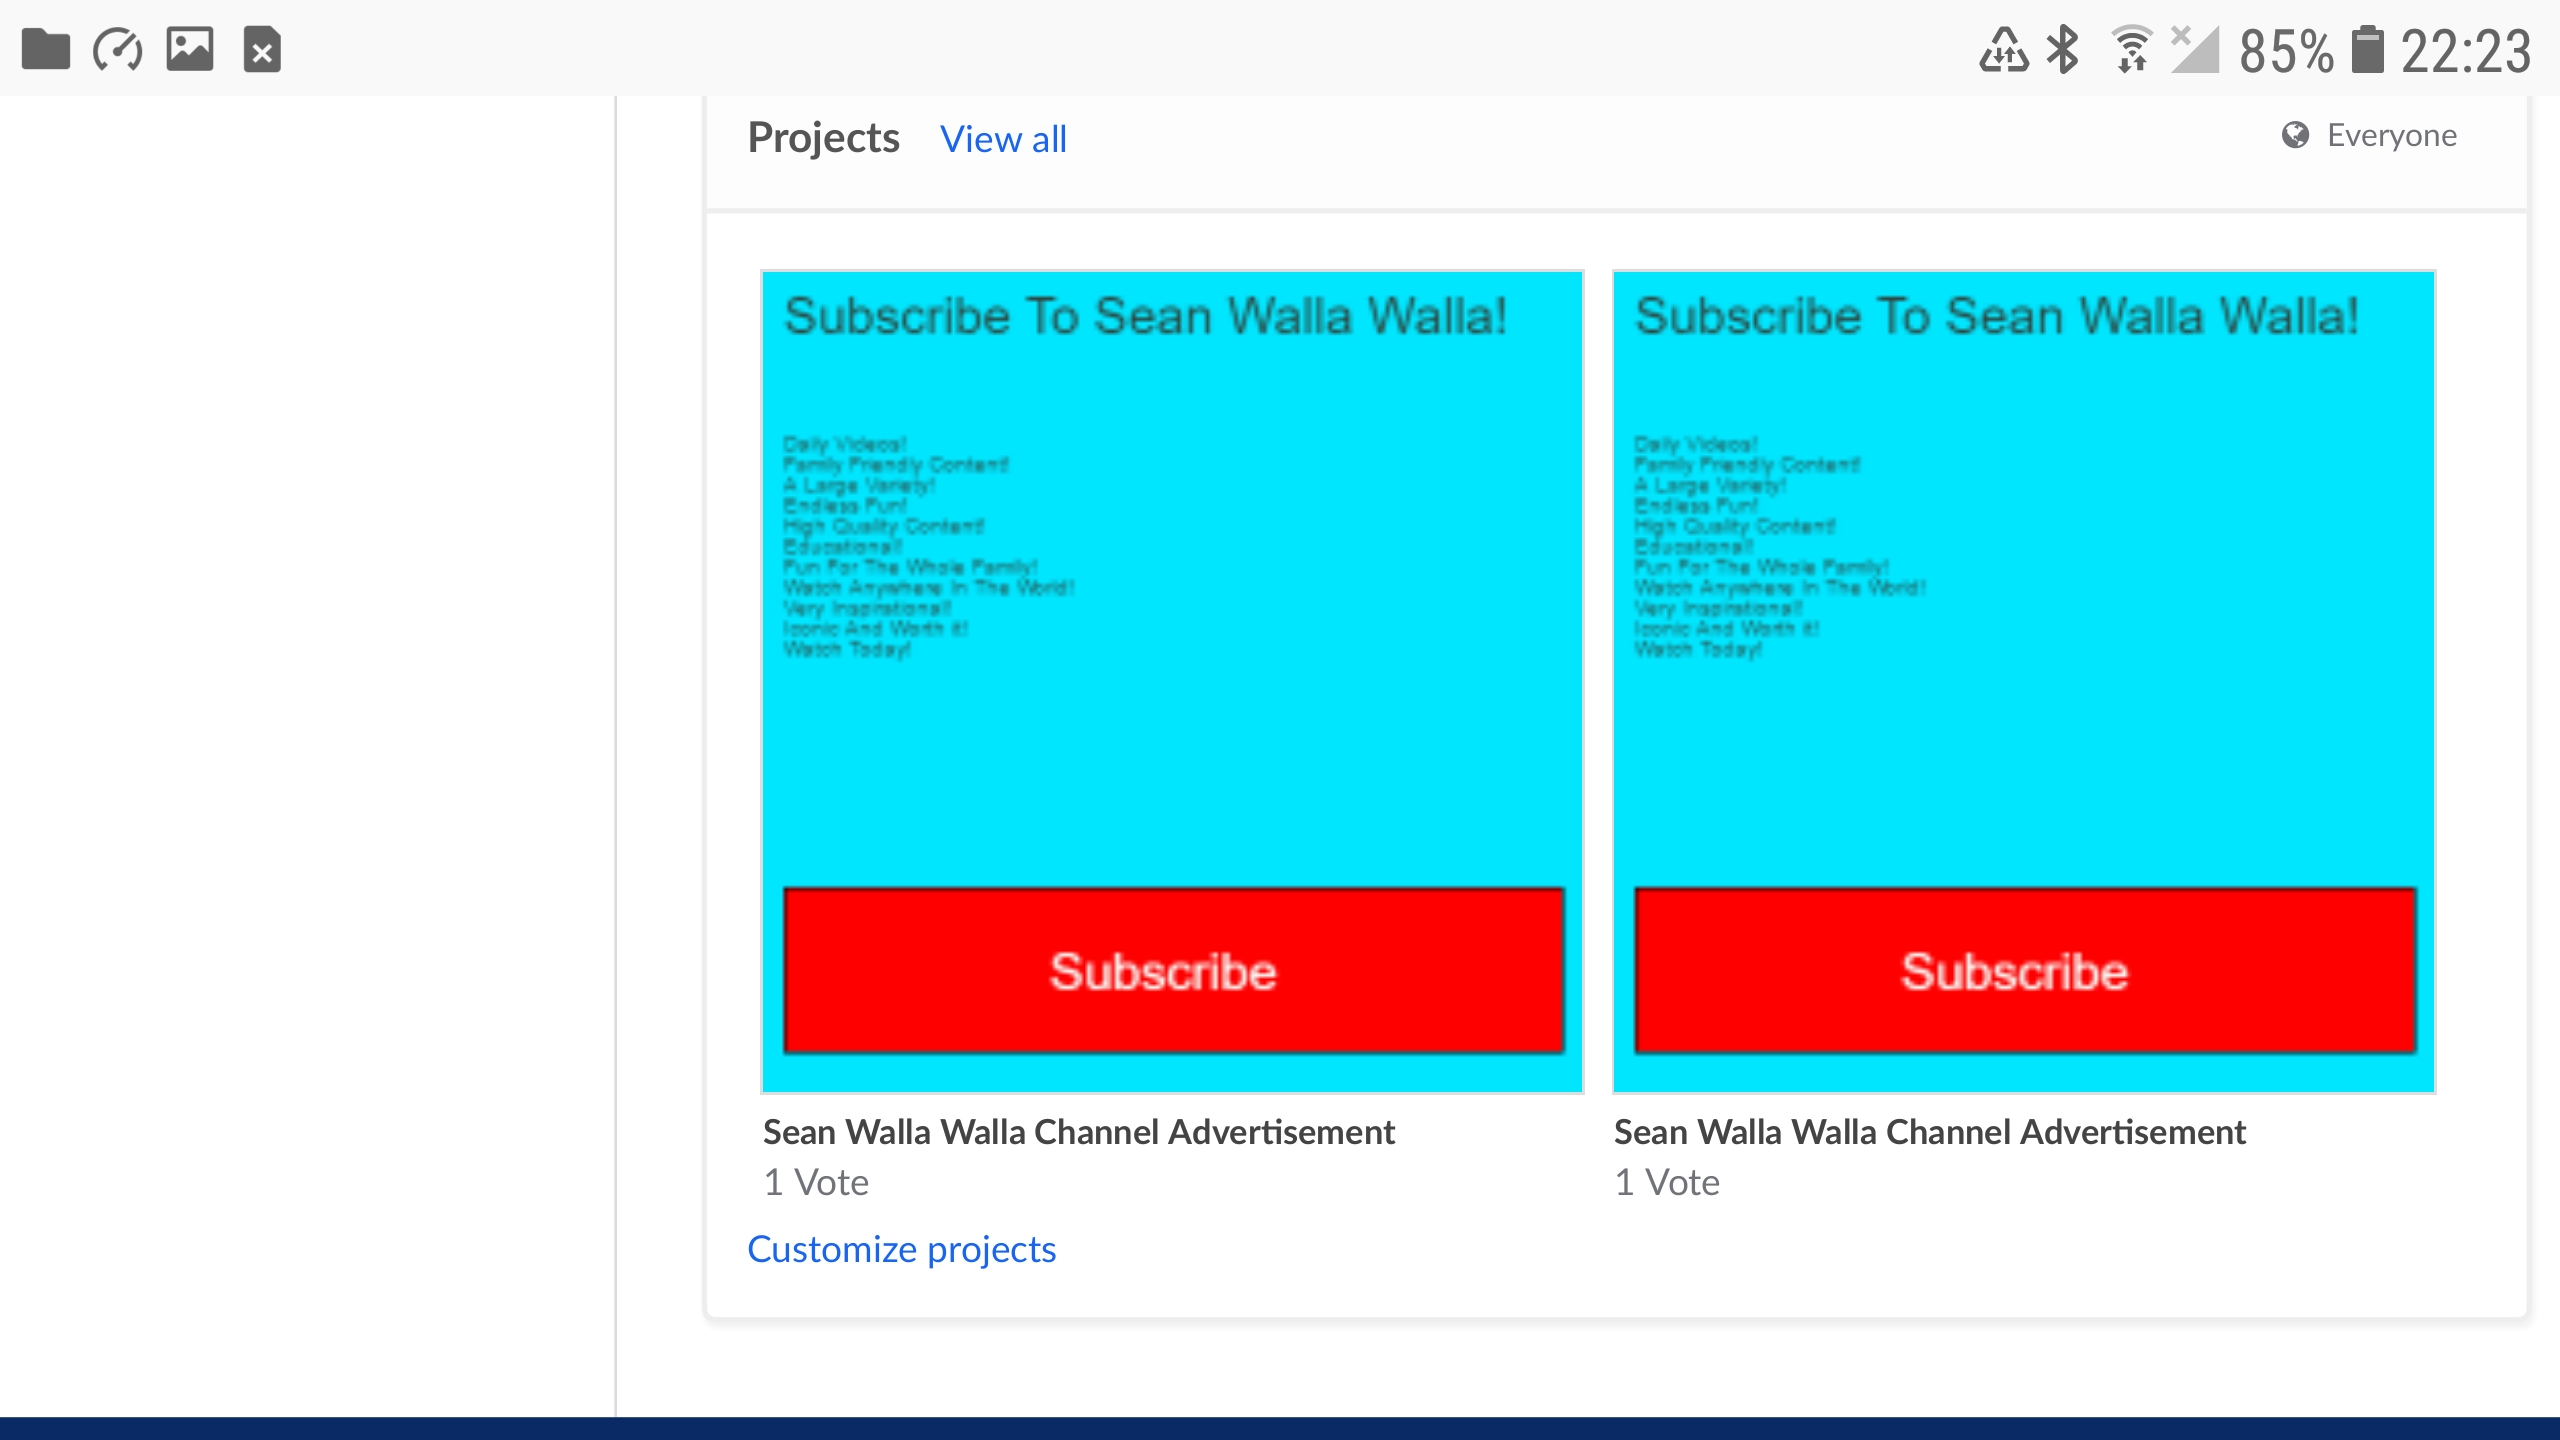 85% 22:23
Projects View all Everyone
Subscribe To Sean Walla Walla!
Daily Videos!
Family Friendly Content!
A Large Variety!
Endless Fun!
High Quality Content!
Educational!
Fun For The Whole Family!
Watch Anywhere In The World!
Very Inspirational!
Iconic And Worth It!
Watch Today!
Subscribe
Sean Walla Walla Channel Advertisement
1 Vote
Subscribe To Sean Walla Walla!
Daily Videos!
Family Friendly Content!
A Large Variety!
Endless Fun!
High Quality Content!
Educational!
Fun For The Whole Family!
Watch Anywhere In The World!
Very Inspirational!
Iconic And Worth It!
Watch Today!
Subscribe
Sean Walla Walla Channel Advertisement
1 Vote
Customize projects